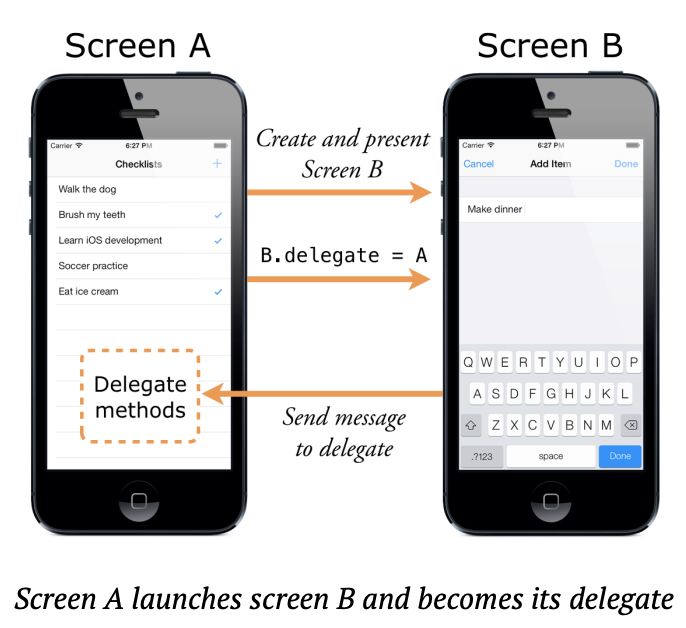 Screen A
Screen B
Carrier 6:27 PM
Checklists +
Walk the dog
Brush my teeth
Learn iOS development
Soccer practice
Eat ice cream
Delegate
methods
Create and present
Screen B
B.delegate = A
Send message
to delegate
Carrier 6:27 PM
Cancel Add Item Done
Make dinner
Q W E R T Y U I O P
A S D F G H J K L
Z X C V B N M
.?123 space Done
Screen A launches screen B and becomes its delegate